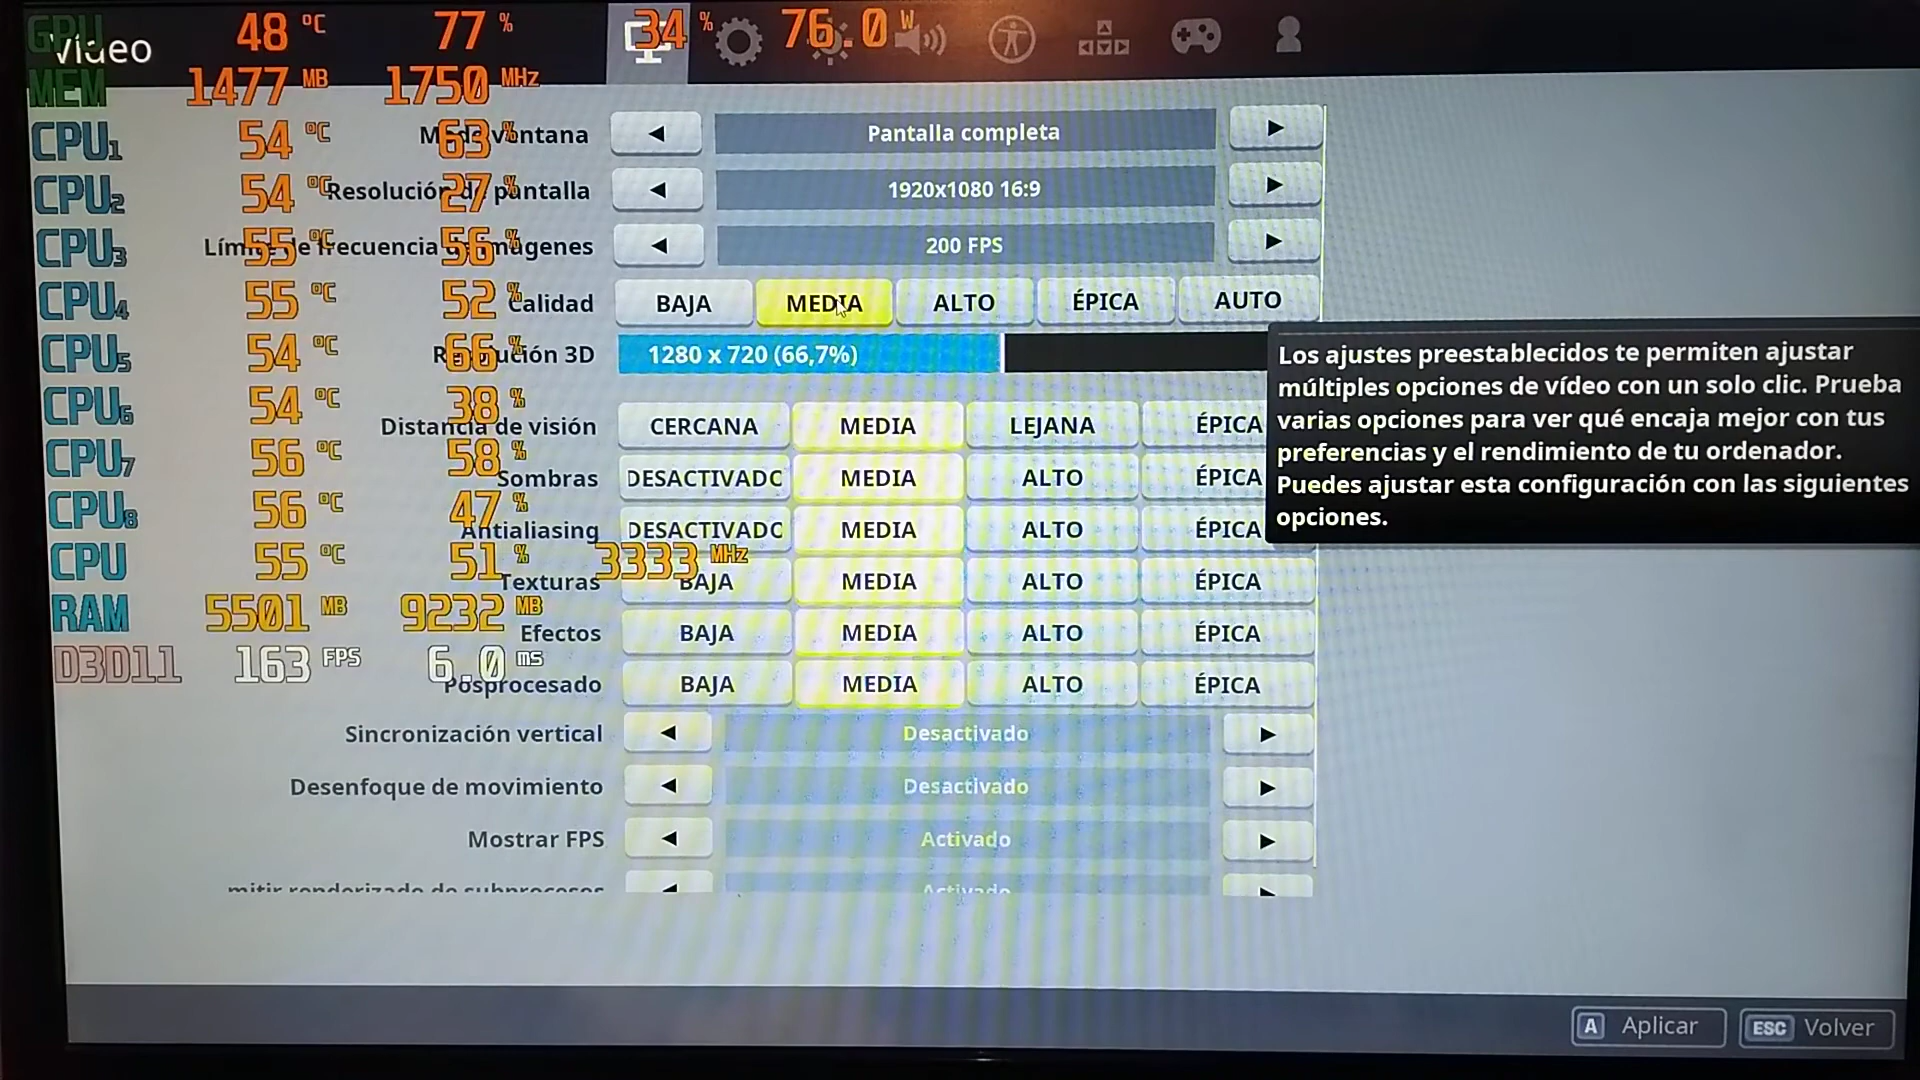 Vídeo
GPU 48 °C 77 % 34 % 76.0 W
MEM 1477 MB 1750 MHz
CPU1 54 °C 63 %
Modo ventana
Pantalla completa
CPU2 54 °C 27 %
Resolución de pantalla
1920x1080 16:9
CPU3 55 °C 56 %
Límite de frecuencia de imágenes
200 FPS
CPU4 55 °C 52 %
Calidad
BAJA MEDIA ALTO ÉPICA AUTO
CPU5 54 °C 66 %
Resolución 3D
1280 x 720 (66,7%)
Los ajustes preestablecidos te permiten ajustar
múltiples opciones de vídeo con un solo clic. Prueba
varias opciones para ver qué encaja mejor con tus
preferencias y el rendimiento de tu ordenador.
Puedes ajustar esta configuración con las siguientes
opciones.
CPU6 54 °C 38 %
Distancia de visión
CERCANA MEDIA LEJANA ÉPICA
CPU7 56 °C 58 %
Sombras
DESACTIVADO MEDIA ALTO ÉPICA
CPU8 56 °C 47 %
Antialiasing
DESACTIVADO MEDIA ALTO ÉPICA
CPU 55 °C 51 % 3333 MHz
Texturas
BAJA MEDIA ALTO ÉPICA
RAM 5501 MB 9232 MB
Efectos
BAJA MEDIA ALTO ÉPICA
D3D11 163 FPS 6.0 ms
Posprocesado
BAJA MEDIA ALTO ÉPICA
Sincronización vertical
Desactivado
Desenfoque de movimiento
Desactivado
Mostrar FPS
Activado
mitir renderizado de subprocesos
Activado
A Aplicar
ESC Volver